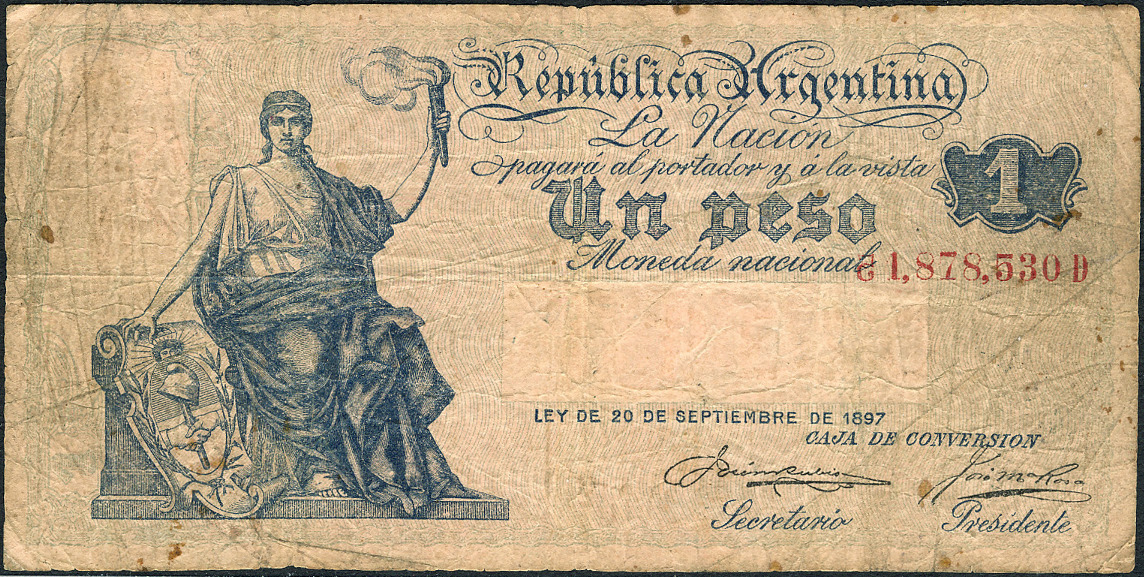 República Argentina
La Nación
pagará al portador y á la vista
1
Un peso
Moneda nacional
G 1,878,530 D
LEY DE 20 DE SEPTIEMBRE DE 1897
CAJA DE CONVERSION
Secretario
Presidente